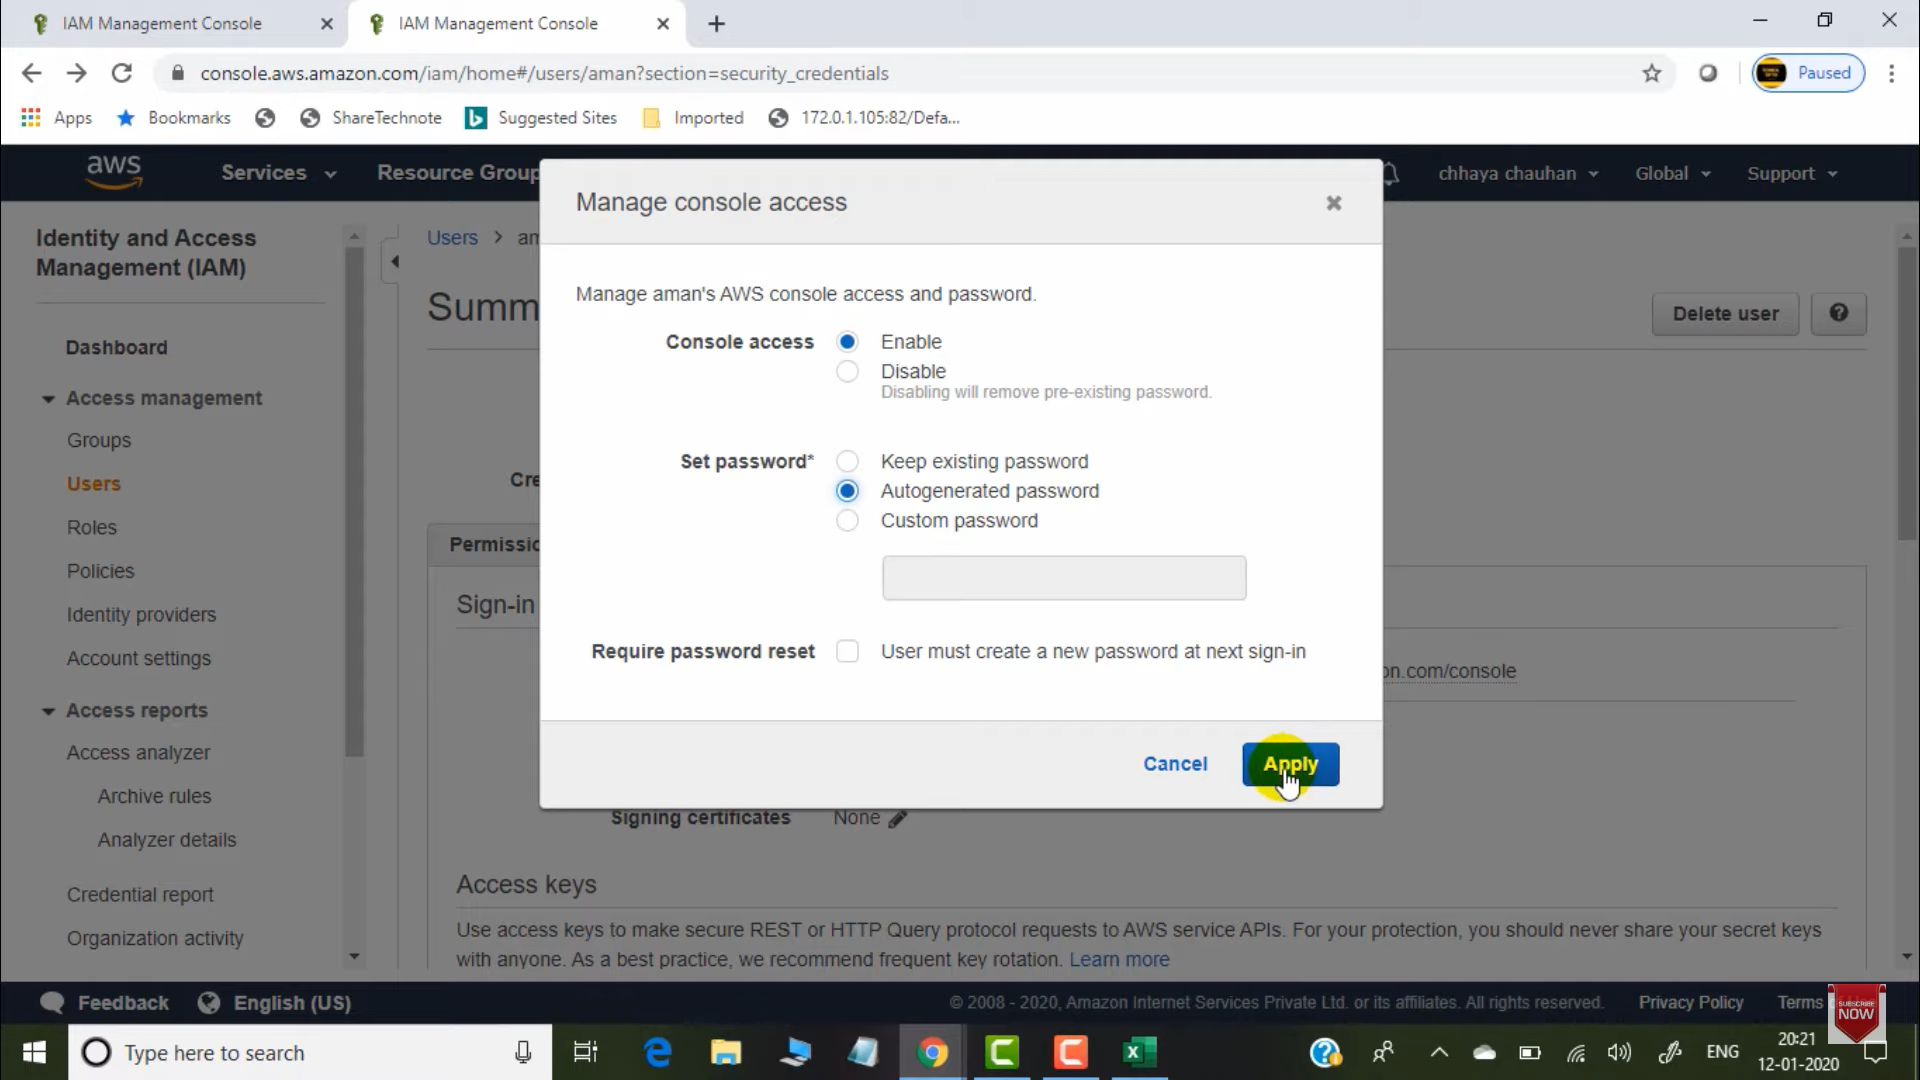 IAM Management Console
IAM Management Console
console.aws.amazon.com/iam/home#/users/aman?section=security_credentials
Paused
Apps
Bookmarks
ShareTechnote
Suggested Sites
Imported
172.0.1.105:82/Defa...
aws
Services
Resource Group
chhaya chauhan
Global
Support
Identity and Access
Management (IAM)
Dashboard
Access management
Groups
Users
Roles
Policies
Identity providers
Account settings
Access reports
Access analyzer
Archive rules
Analyzer details
Credential report
Organization activity
Users > am
Summ
Delete user
Cre
Permissio
Sign-in
on.com/console
Manage console access
Manage aman's AWS console access and password.
Console access
Enable
Disable
Disabling will remove pre-existing password.
Set password*
Keep existing password
Autogenerated password
Custom password
Require password reset
User must create a new password at next sign-in
Cancel
Apply
Signing certificates None
Access keys
Use access keys to make secure REST or HTTP Query protocol requests to AWS service APIs. For your protection, you should never share your secret keys
with anyone. As a best practice, we recommend frequent key rotation. Learn more
Feedback
English (US)
© 2008 - 2020, Amazon Internet Services Private Ltd. or its affiliates. All rights reserved.
Privacy Policy
Terms
SUBSCRIBE
NOW
Type here to search
ENG
20:21
12-01-2020